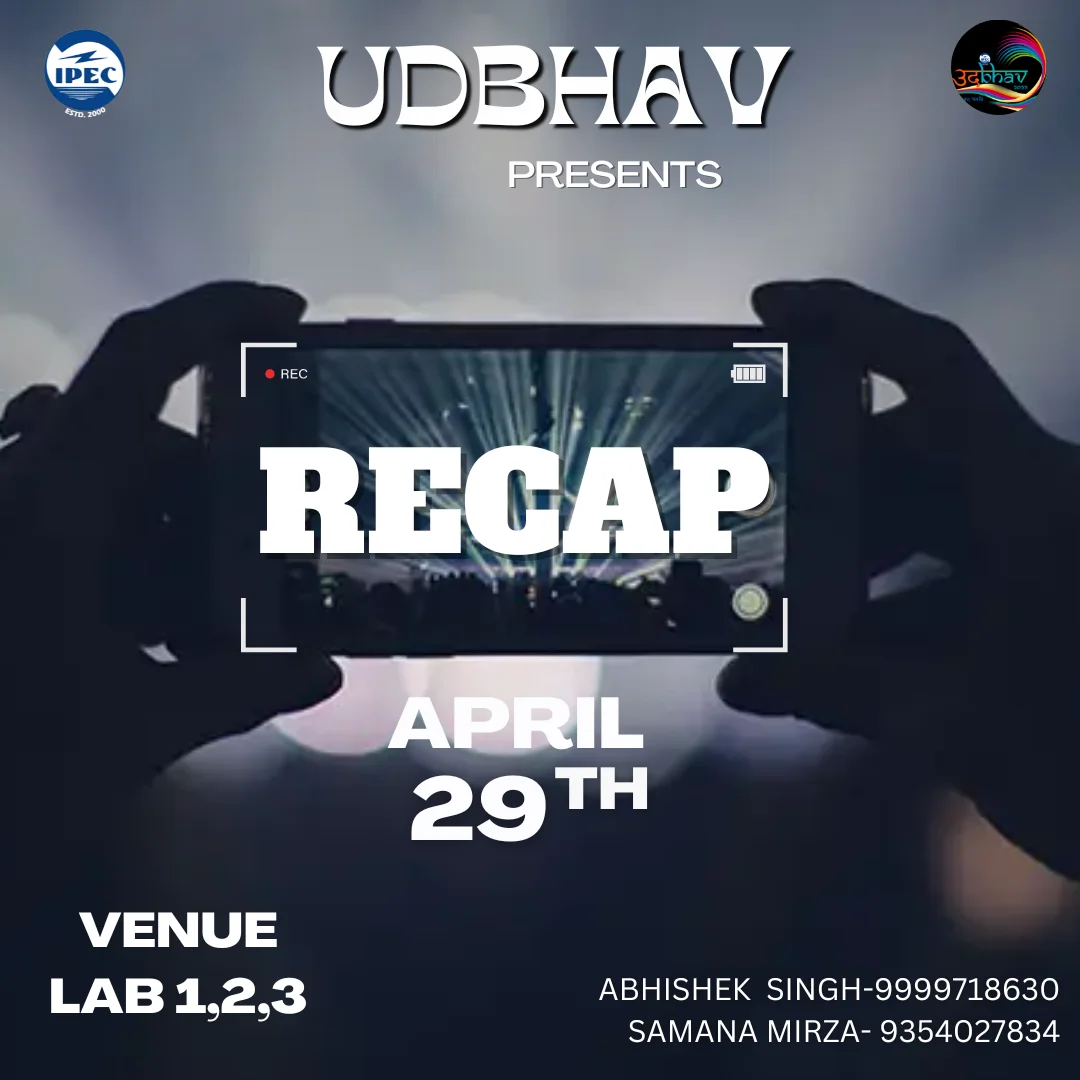 IPEC
ESTD. 2000
UDBHAV
उदbhav
PRESENTS
REC
RECAP
APRIL
29TH
VENUE
LAB 1,2,3
ABHISHEK SINGH-9999718630
SAMANA MIRZA- 9354027834